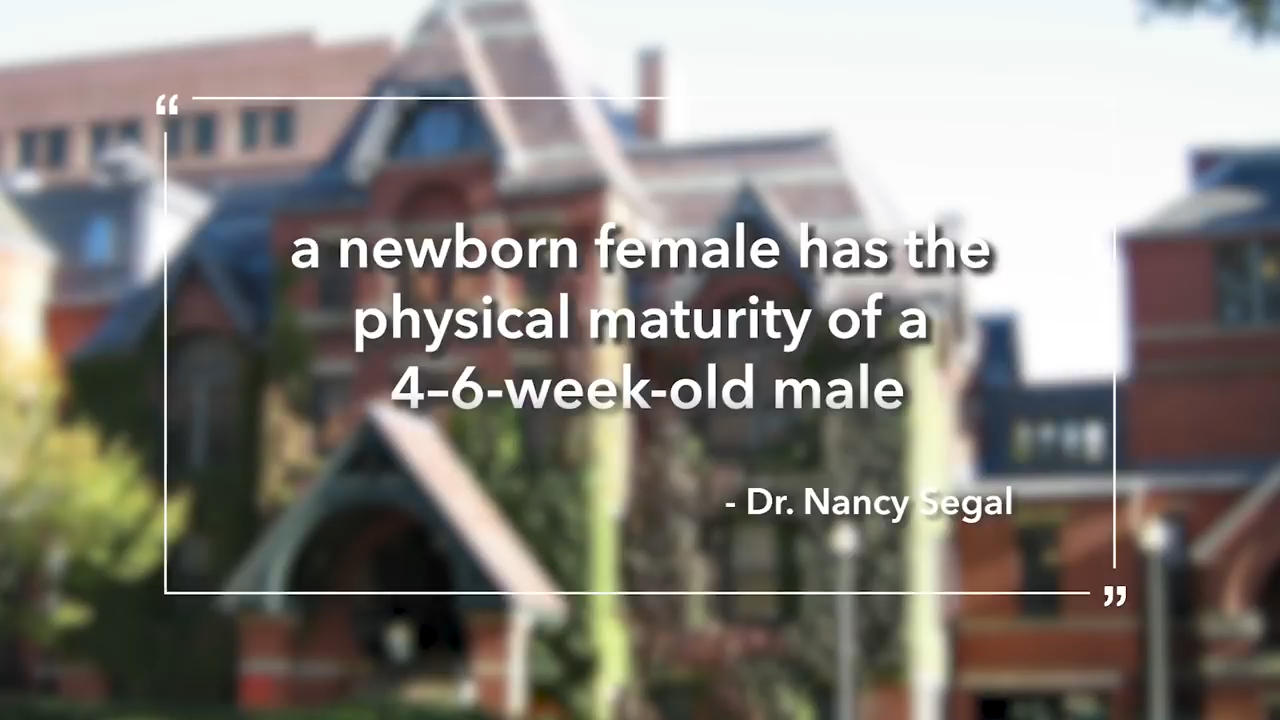 “
a newborn female has the
physical maturity of a
4–6-week-old male
- Dr. Nancy Segal
”